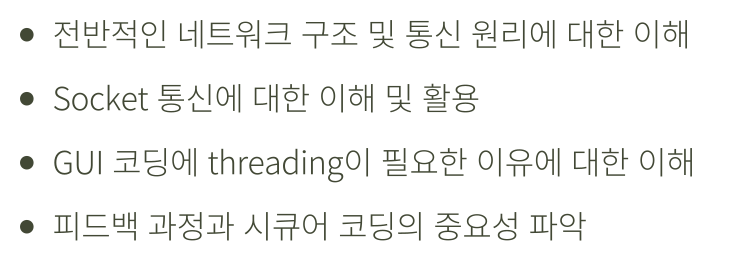 ● 전반적인 네트워크 구조 및 통신 원리에 대한 이해
● Socket 통신에 대한 이해 및 활용
● GUI 코딩에 threading이 필요한 이유에 대한 이해
● 피드백 과정과 시큐어 코딩의 중요성 파악